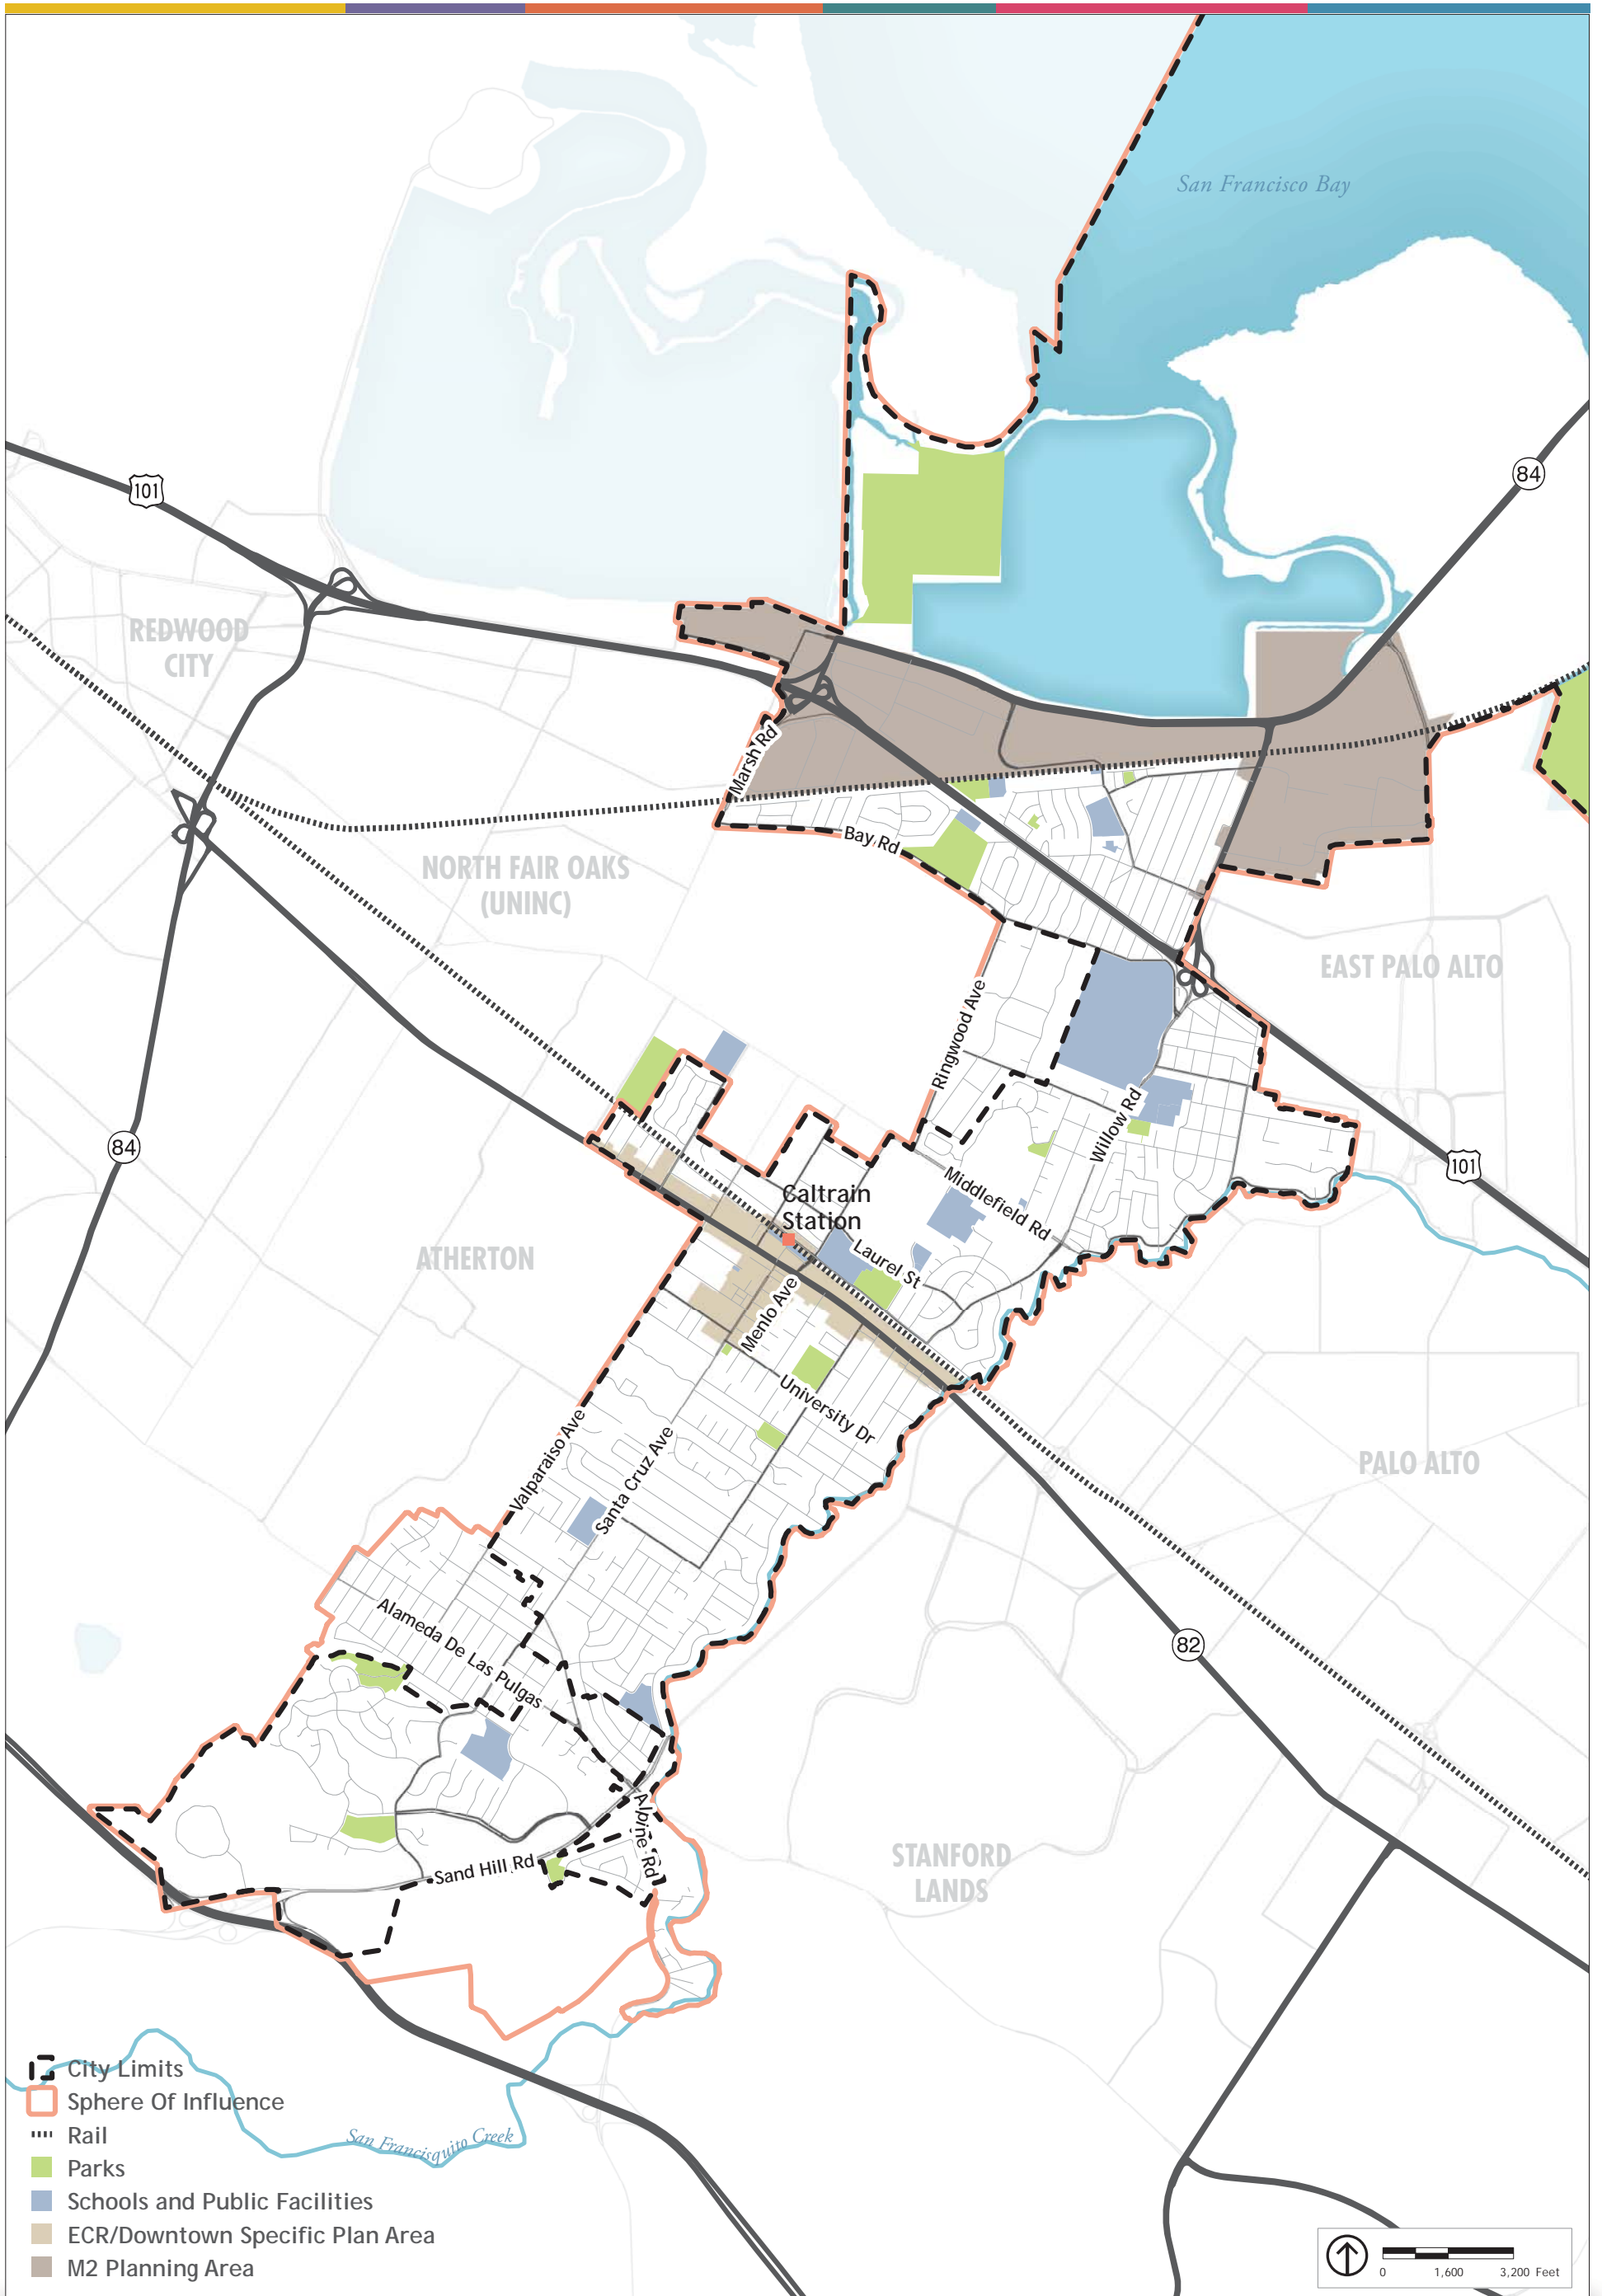 San Francisco Bay
84
101
REDWOOD
CITY
Marsh Rd
Bay Rd
NORTH FAIR OAKS
(UNINC)
EAST PALO ALTO
Ringwood Ave
Willow Rd
84
101
Middlefield Rd
Caltrain
Station
Laurel St
ATHERTON
Menlo Ave
University Dr
Valparaiso Ave
Santa Cruz Ave
PALO ALTO
Alameda De Las Pulgas
82
Alpine Rd
Sand Hill Rd
STANFORD
LANDS
San Francisquito Creek
City Limits
Sphere Of Influence
Rail
Parks
Schools and Public Facilities
ECR/Downtown Specific Plan Area
M2 Planning Area
0 1,600 3,200 Feet